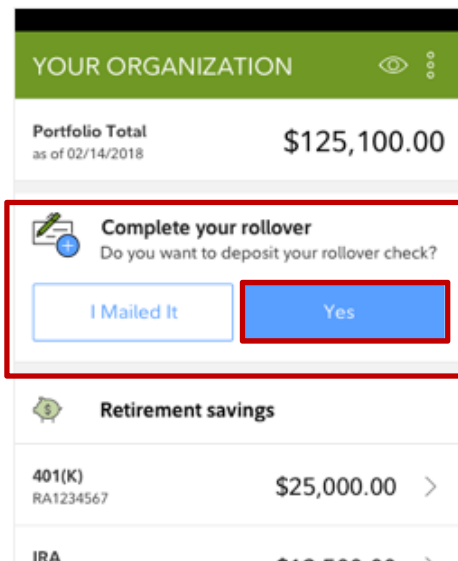 YOUR ORGANIZATION
Portfolio Total
as of 02/14/2018
$125,100.00
Complete your rollover
Do you want to deposit your rollover check?
I Mailed It
Yes
Retirement savings
401(K)
RA1234567
$25,000.00
IRA